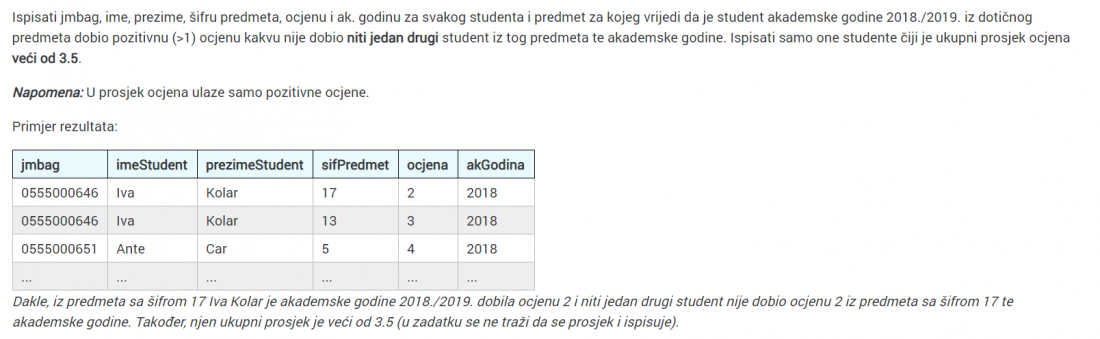 Ispisati jmbag, ime, prezime, šifru predmeta, ocjenu i ak. godinu za svakog studenta i predmet za kojeg vrijedi da je student akademske godine 2018./2019. iz dotičnog
predmeta dobio pozitivnu (>1) ocjenu kakvu nije dobio niti jedan drugi student iz tog predmeta te akademske godine. Ispisati samo one studente čiji je ukupni prosjek ocjena
veći od 3.5.
Napomena: U prosjek ocjena ulaze samo pozitivne ocjene.
Primjer rezultata:
jmbag imeStudent prezimeStudent sifPredmet ocjena akGodina
0555000646 Iva Kolar 17 2 2018
0555000646 Iva Kolar 13 3 2018
0555000651 Ante Car 5 4 2018
... ... ... ... ... ...
Dakle, iz predmeta sa šifrom 17 Iva Kolar je akademske godine 2018./2019. dobila ocjenu 2 i niti jedan drugi student nije dobio ocjenu 2 iz predmeta sa šifrom 17 te
akademske godine. Također, njen ukupni prosjek je veći od 3.5 (u zadatku se ne traži da se prosjek i ispisuje).